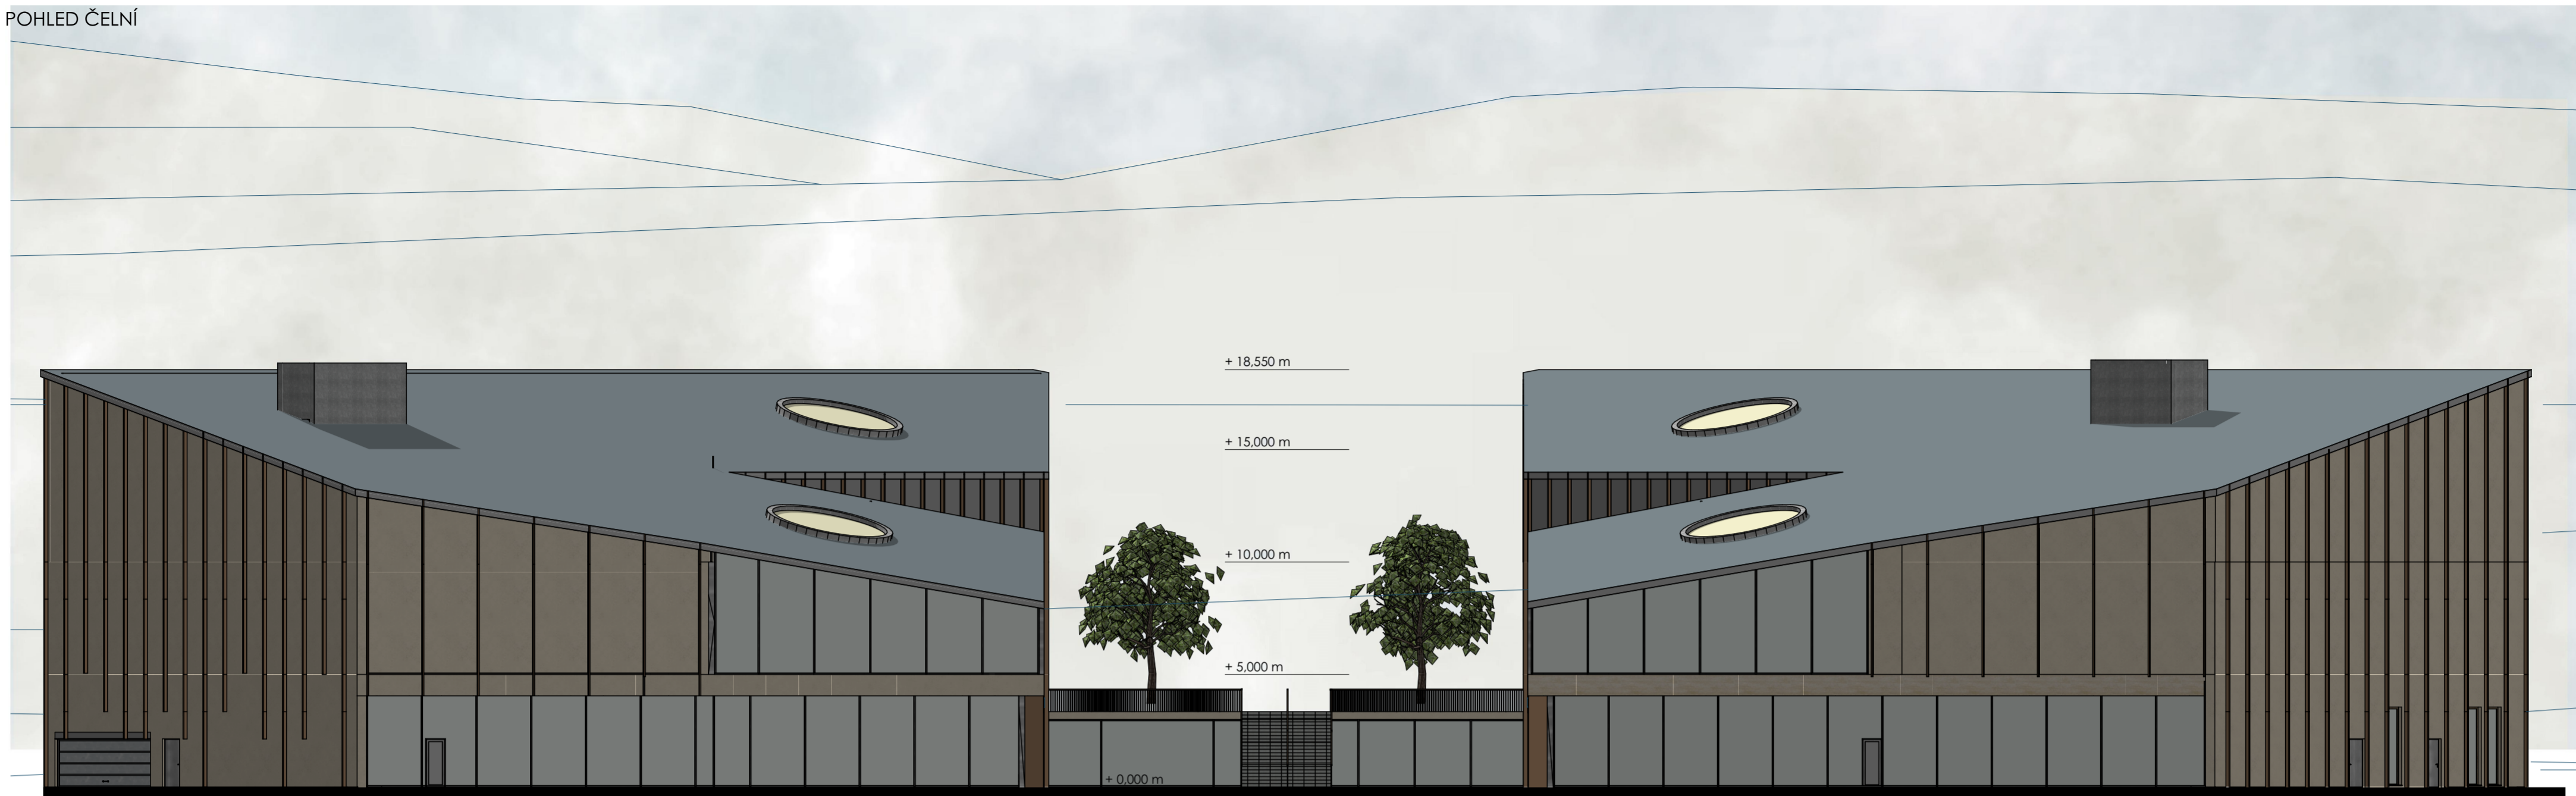 POHLED ČELNÍ
+ 18,550 m
+ 15,000 m
+ 10,000 m
+ 5,000 m
+ 0,000 m